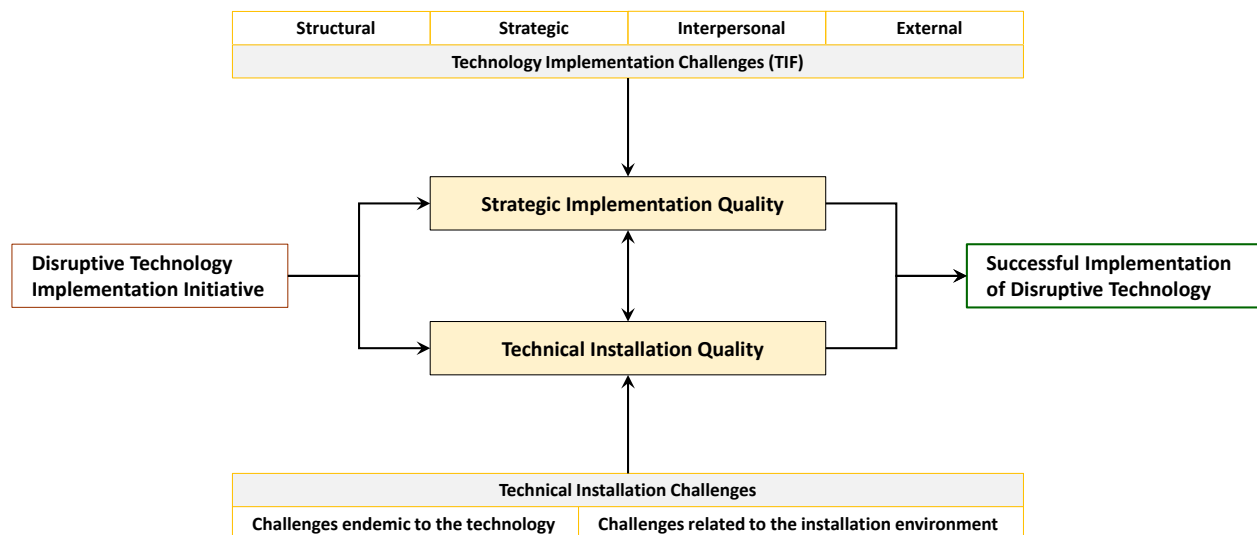 Structural Strategic Interpersonal External
Technology Implementation Challenges (TIF)
Strategic Implementation Quality
Disruptive Technology
Implementation Initiative
Successful Implementation
of Disruptive Technology
Technical Installation Quality
Technical Installation Challenges
Challenges endemic to the technology Challenges related to the installation environment